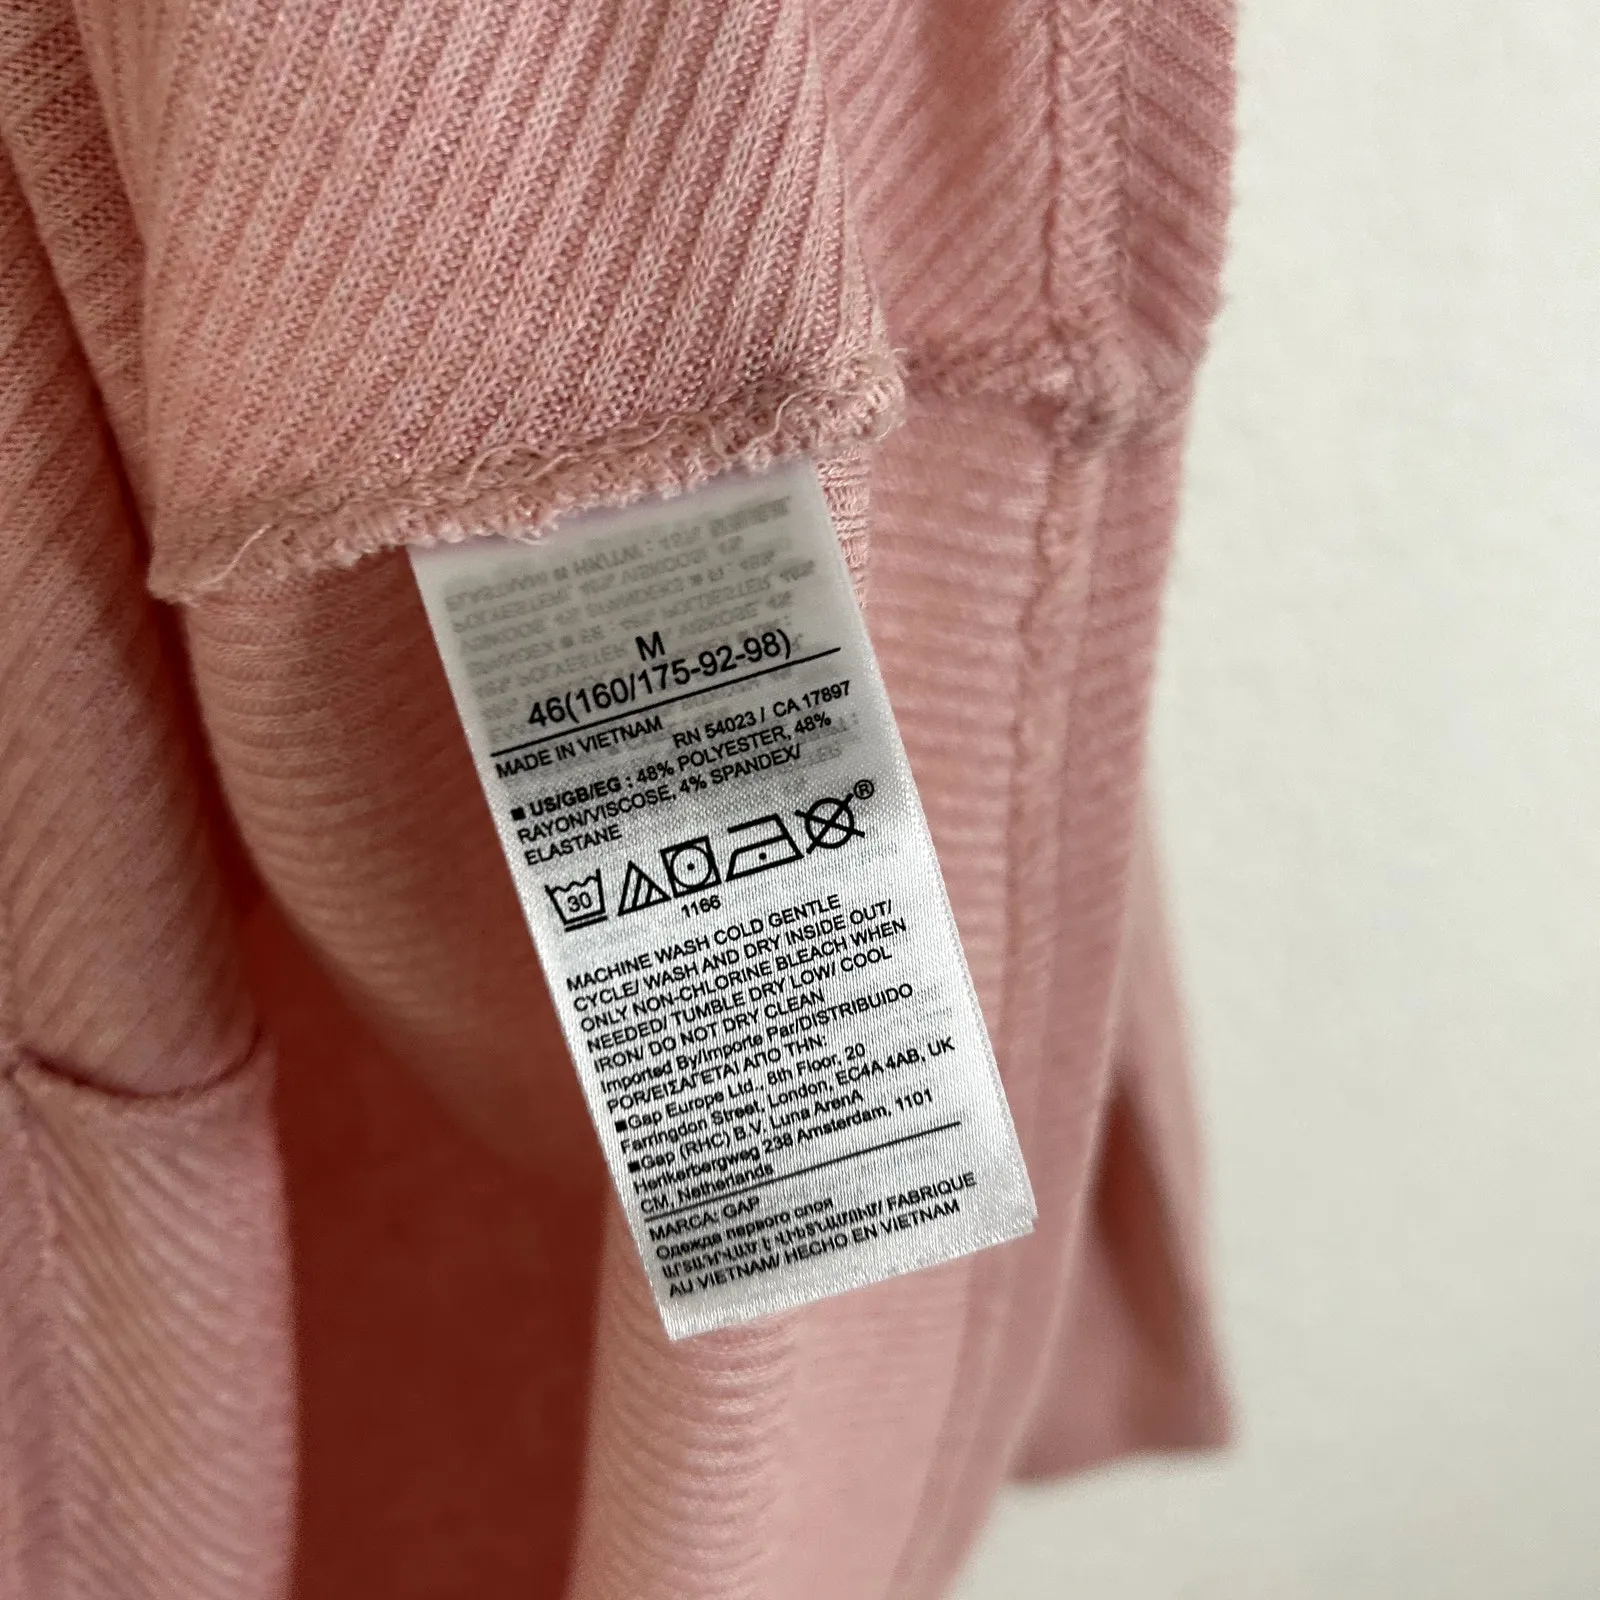 M
46(160/175-92-98)
MADE IN VIETNAM
RN 54023 / CA 17897
■ US/GB/EG : 48% POLYESTER, 48%
RAYON/VISCOSE, 4% SPANDEX/
ELASTANE
30
®
1166
MACHINE WASH COLD GENTLE
CYCLE/ WASH AND DRY INSIDE OUT/
ONLY NON-CHLORINE BLEACH WHEN
NEEDED/ TUMBLE DRY LOW/ COOL
IRON/ DO NOT DRY CLEAN
Imported By/Importe Par/DISTRIBUIDO
POR/ΕΙΣΑΓΕΤΑΙ ΑΠΟ ΤΗΝ:
■Gap Europe Ltd., 8th Floor, 20
Farringdon Street, London, EC4A 4AB, UK
■Gap (RHC) B.V. Luna ArenA
Herikerbergweg 238 Amsterdam, 1101
CM, Netherlands
MARCA: GAP
Одежда первого слоя
ԱՐՏԱԴՐՎԱԾ Է ՎԻԵՏՆԱՄՈՒՄ/ FABRIQUE
AU VIETNAM/ HECHO EN VIETNAM